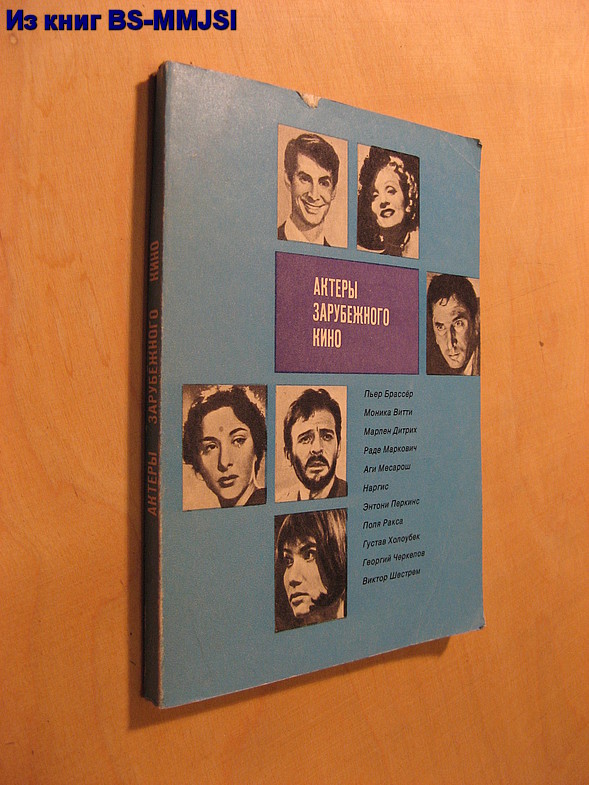 Из книг BS-MMJSI
АКТЕРЫ ЗАРУБЕЖНОГО КИНО
АКТЕРЫ
ЗАРУБЕЖНОГО
КИНО
Пьер Брассёр
Моника Витти
Марлен Дитрих
Раде Маркович
Аги Месарош
Наргис
Энтони Перкинс
Поля Ракса
Густав Холоубек
Георгий Черкелов
Виктор Шестрем